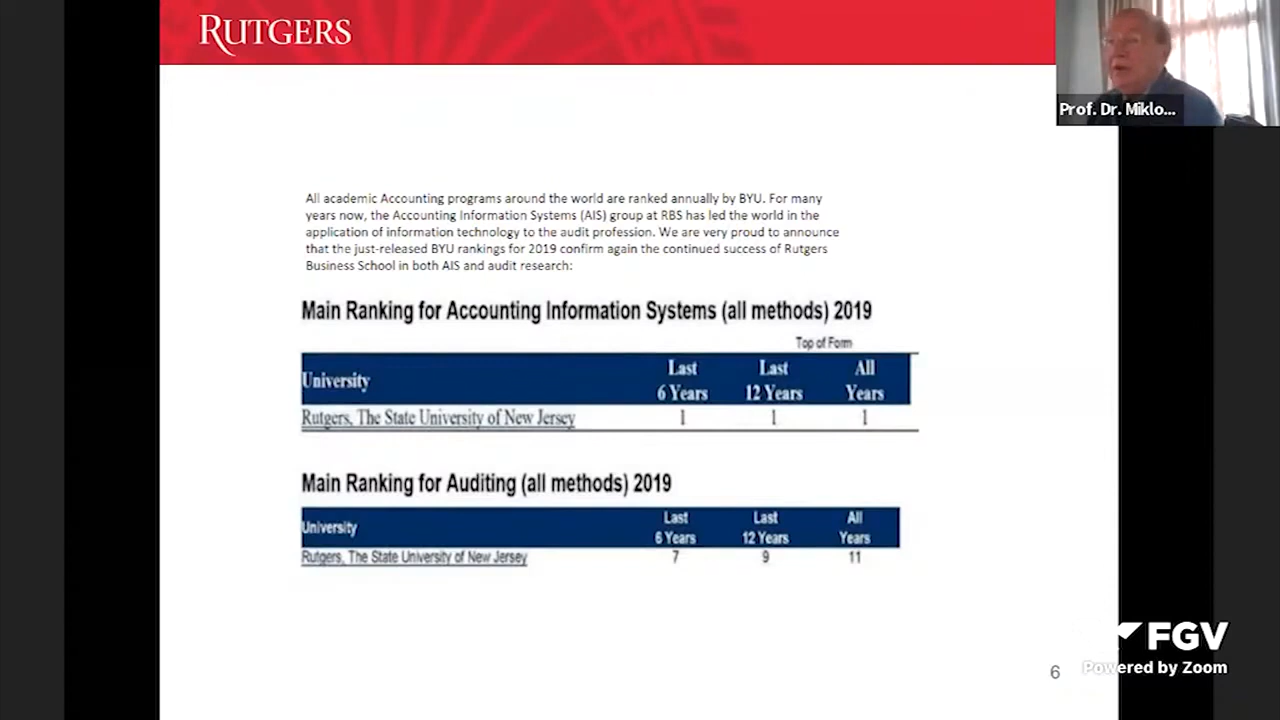 RUTGERS
Prof. Dr. Miklo...
All academic Accounting programs around the world are ranked annually by BYU. For many
years now, the Accounting Information Systems (AIS) group at RBS has led the world in the
application of information technology to the audit profession. We are very proud to announce
that the just-released BYU rankings for 2019 confirm again the continued success of Rutgers
Business School in both AIS and audit research:
Main Ranking for Accounting Information Systems (all methods) 2019
Top of Form
University Last 6 Years Last 12 Years All Years
Rutgers, The State University of New Jersey 1 1 1
Main Ranking for Auditing (all methods) 2019
University Last 6 Years Last 12 Years All Years
Rutgers, The State University of New Jersey 7 9 11
FGV
6
Powered by Zoom